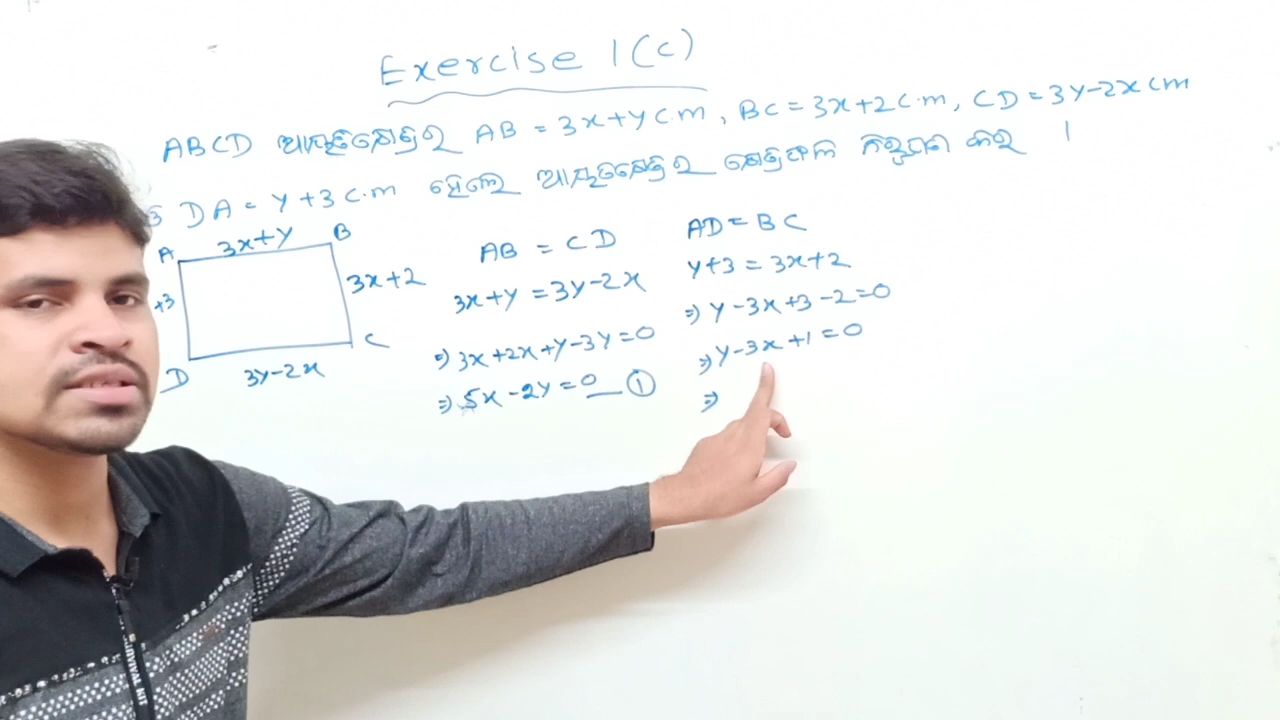 Exercise 1(c)
ABCD ଆୟତକ୍ଷେତ୍ରର AB = 3x+y c.m, BC = 3x+2 c.m, CD = 3y-2x cm
ଓ DA = y+3 c.m ହେଲେ ଆୟତକ୍ଷେତ୍ରର କ୍ଷେତ୍ରଫଳ ନିରୂପଣ କର ।
A 3x+y B
+3 3x+2
D 3y-2x C
AB = CD
3x+y = 3y-2x
⇒ 3x+2x+y-3y=0
⇒ 5x-2y=0 — ①
AD = BC
y+3 = 3x+2
⇒ y-3x+3-2=0
⇒ y-3x+1=0
⇒